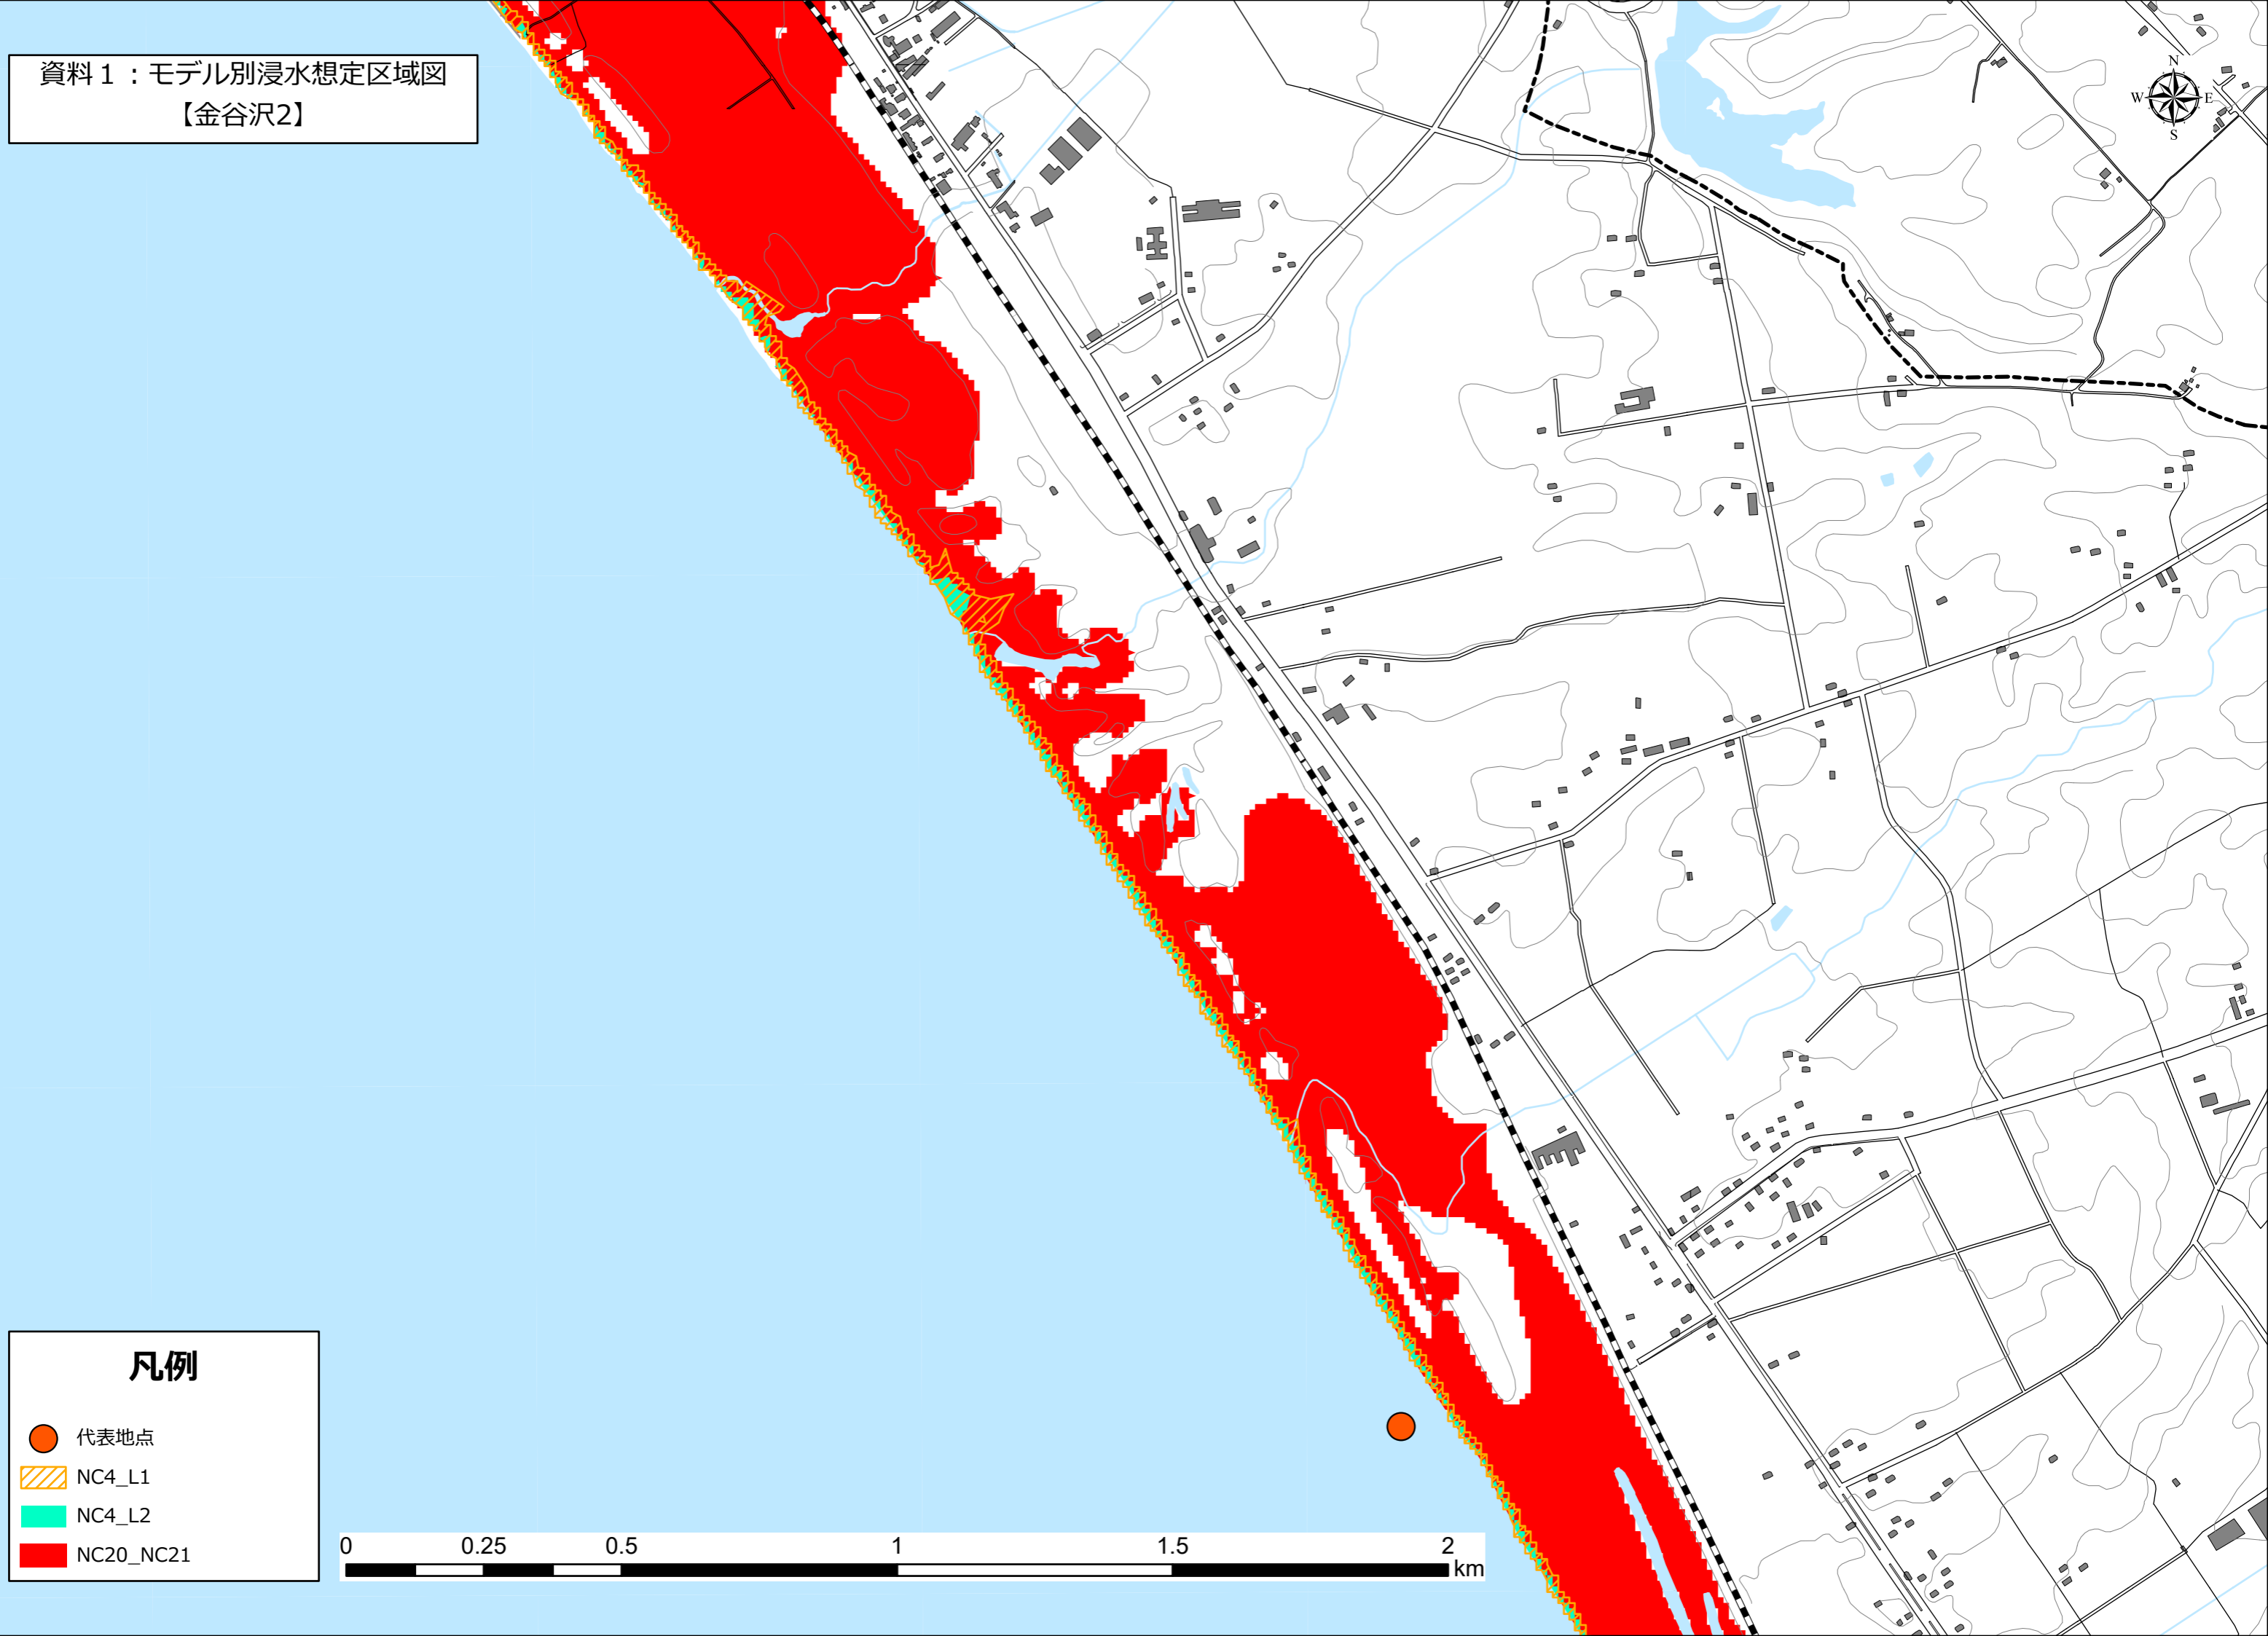 資料１：モデル別浸水想定区域図
【金谷沢2】
N
W E
S
凡例
代表地点
NC4_L1
NC4_L2
NC20_NC21
0 0.25 0.5 1 1.5 2
km